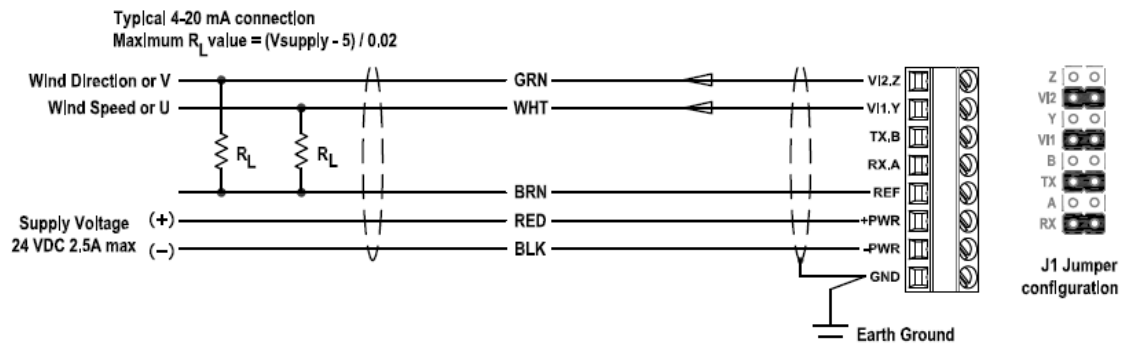 Typical 4-20 mA connection
Maximum RL value = (Vsupply - 5) / 0.02
Wind Direction or V
GRN
VI2,Z
Wind Speed or U
WHT
VI1,Y
TX,B
RX,A
RL
RL
BRN
REF
Supply Voltage (+)
RED
+PWR
24 VDC 2.5A max (–)
BLK
-PWR
GND
Earth Ground
Z
VI2
Y
VI1
B
TX
A
RX
J1 Jumper
configuration